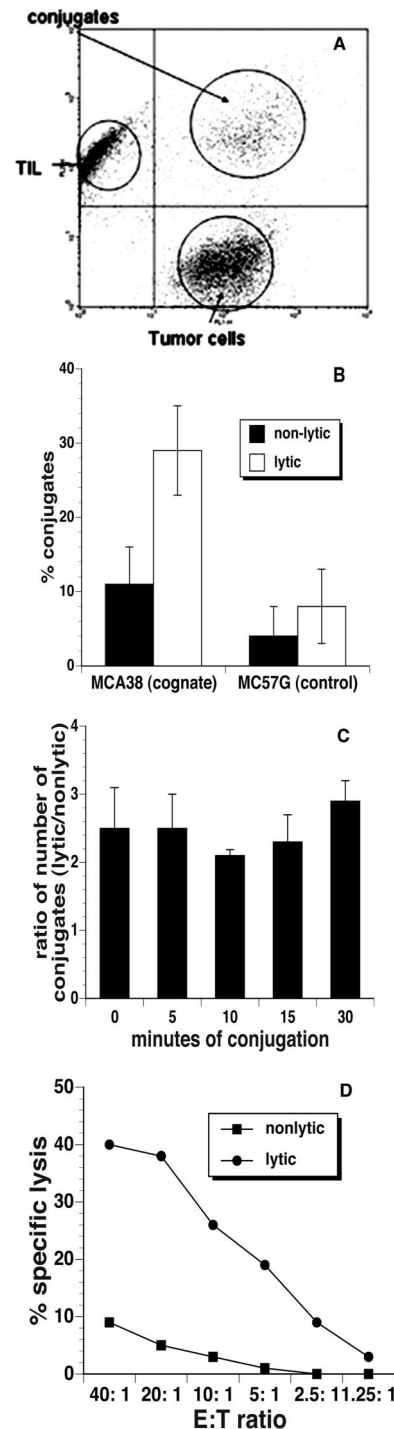 conjugates
A
TIL
Tumor cells
B
40
30
20
10
0
% conjugates
non-lytic
lytic
MCA38 (cognate) MC57G (control)
C
4
3
2
1
0
ratio of number of
conjugates (lytic/nonlytic)
0 5 10 15 30
minutes of conjugation
D
50
40
30
20
10
0
% specific lysis
nonlytic
lytic
40: 1 20: 1 10: 1 5: 1 2.5: 1 1.25: 1
E:T ratio